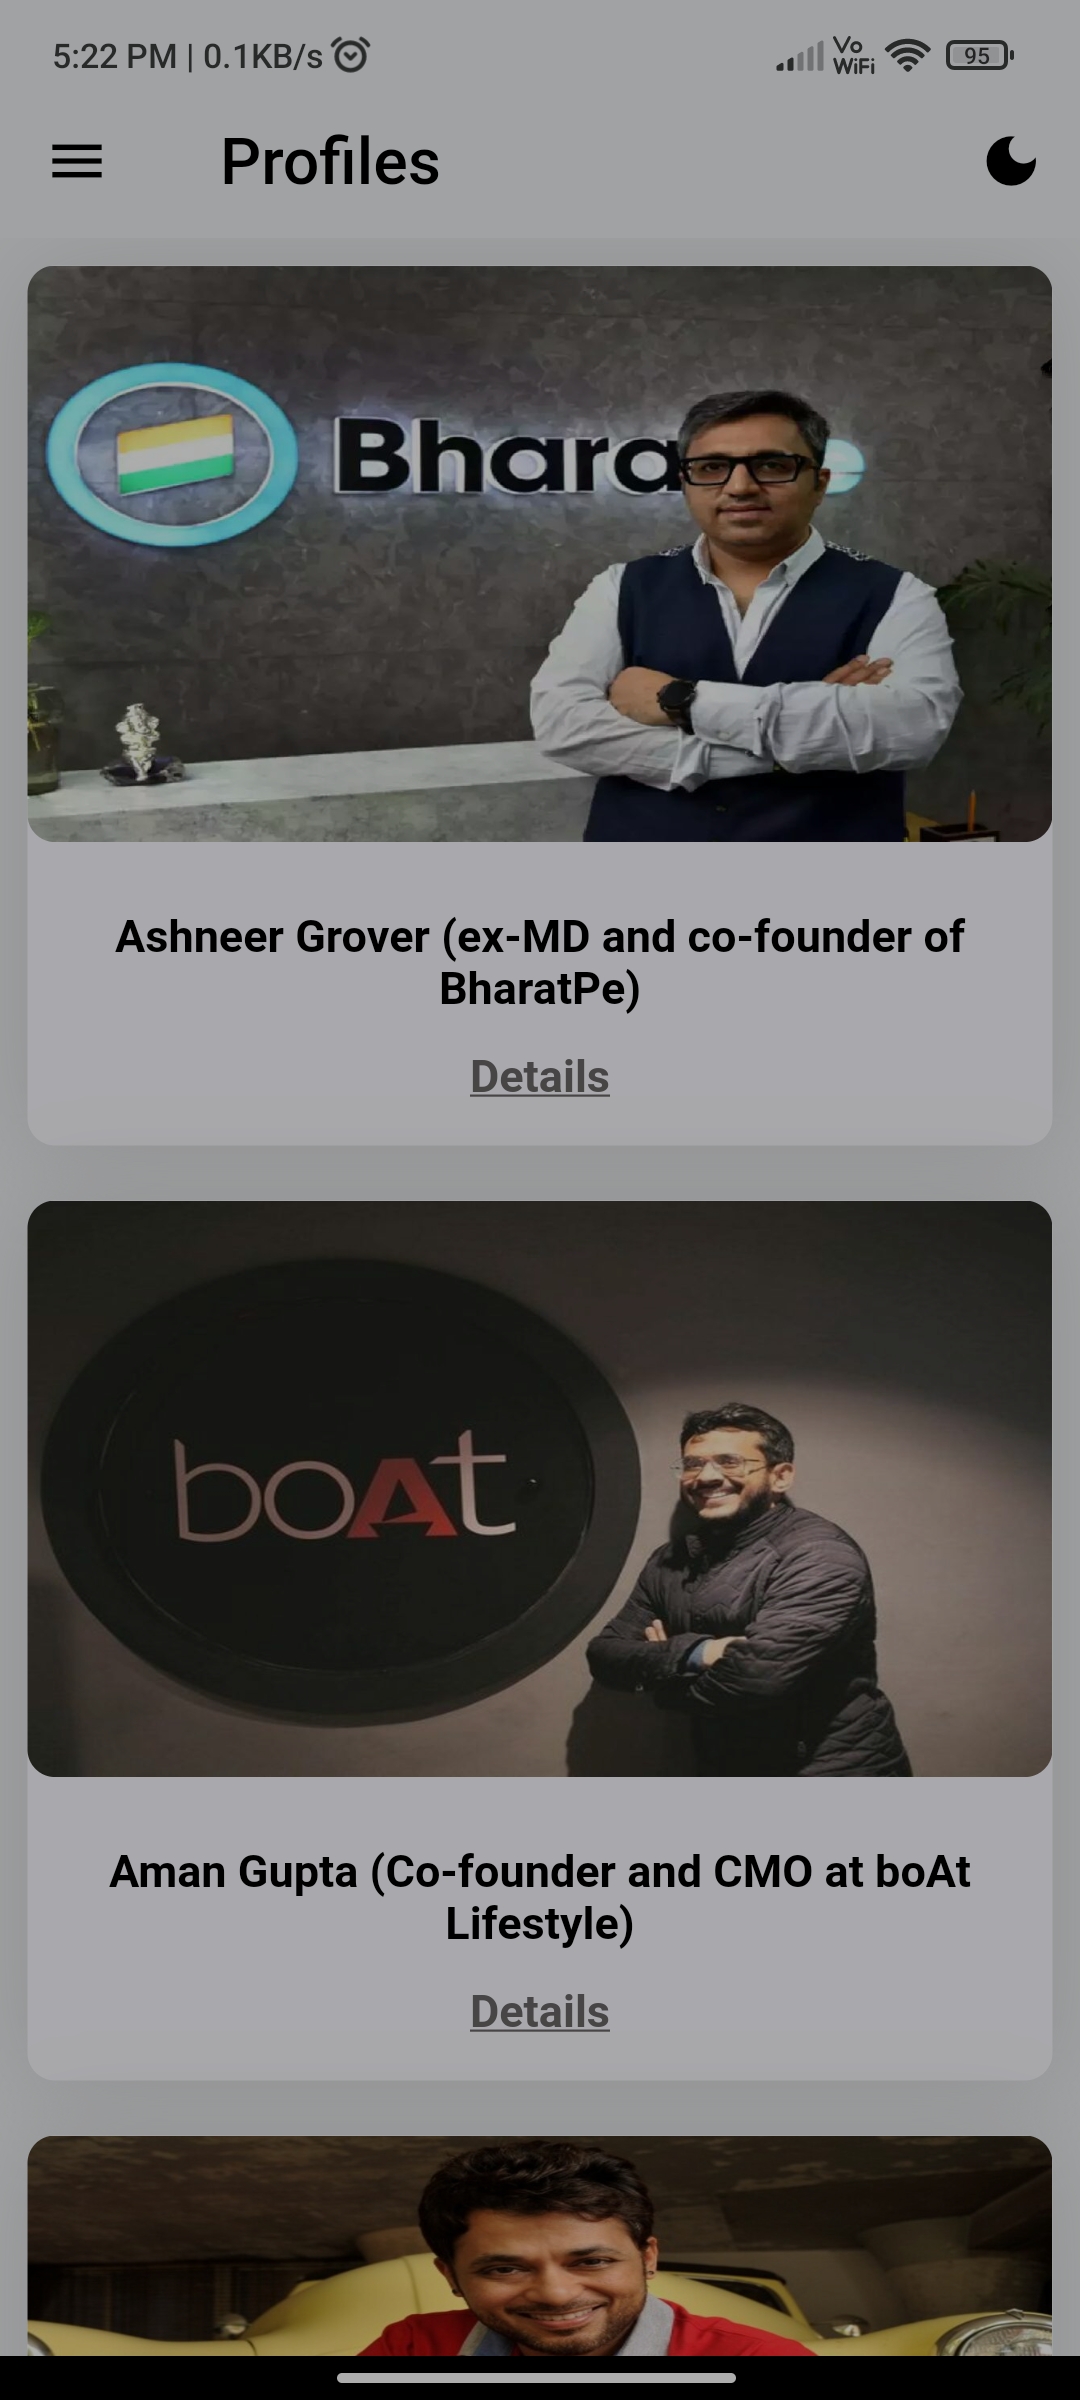 5:22 PM | 0.1KB/s
Vo
WiFi
95
Profiles
Bhara e
Ashneer Grover (ex-MD and co-founder of
BharatPe)
Details
boAt
Aman Gupta (Co-founder and CMO at boAt
Lifestyle)
Details